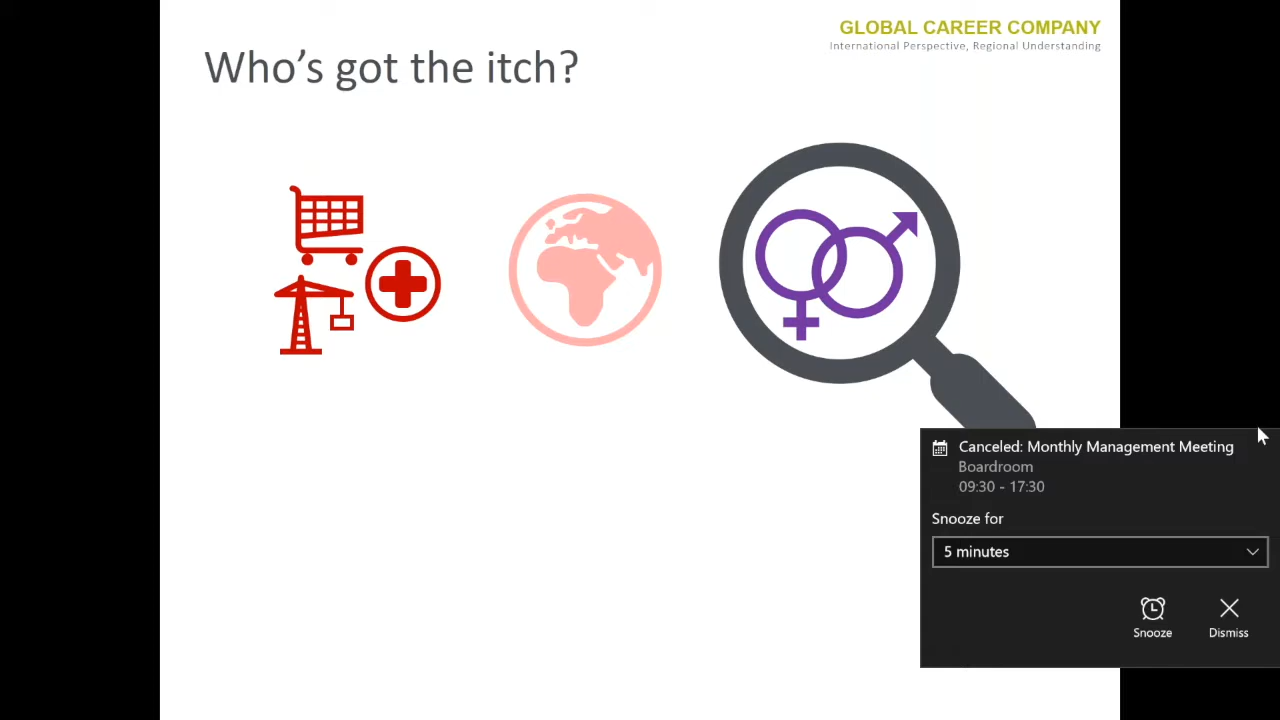 GLOBAL CAREER COMPANY
International Perspective, Regional Understanding
Who's got the itch?
Canceled: Monthly Management Meeting
Boardroom
09:30 - 17:30
Snooze for
5 minutes
Snooze
Dismiss